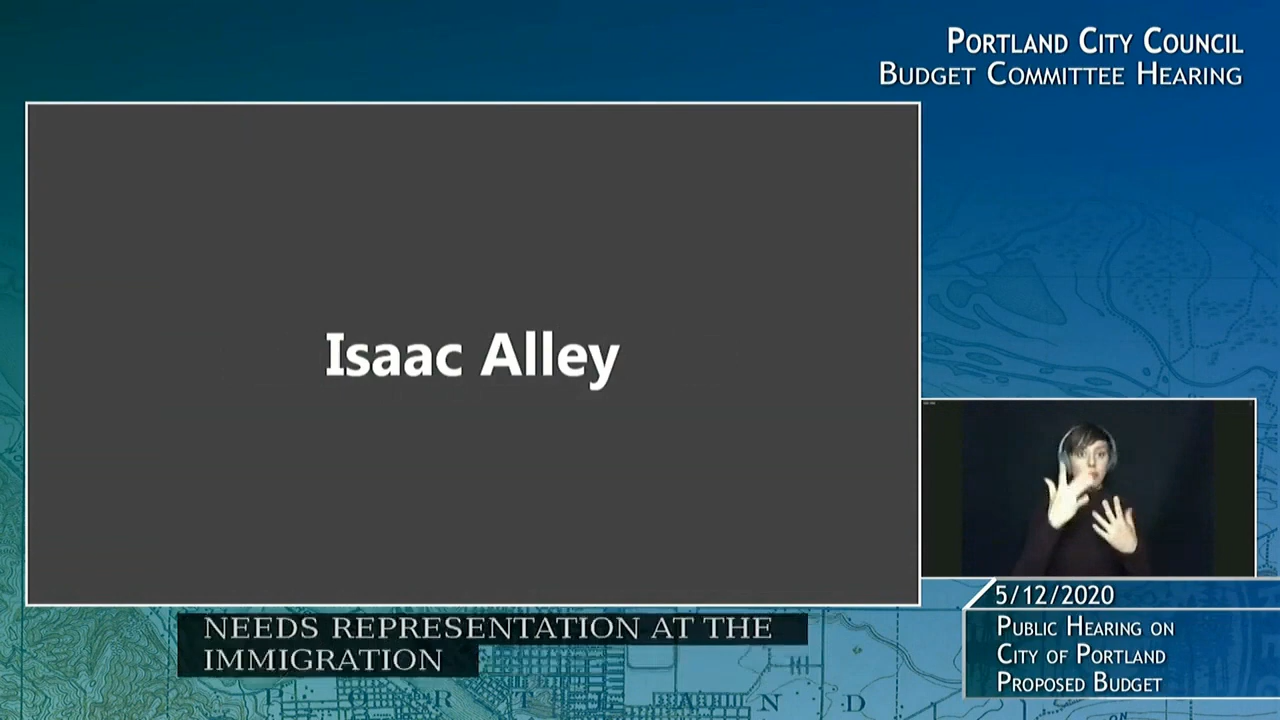 PORTLAND CITY COUNCIL
BUDGET COMMITTEE HEARING
Isaac Alley
NEEDS REPRESENTATION AT THE
IMMIGRATION
5/12/2020
PUBLIC HEARING ON
CITY OF PORTLAND
PROPOSED BUDGET
P O R T L A N D
ON